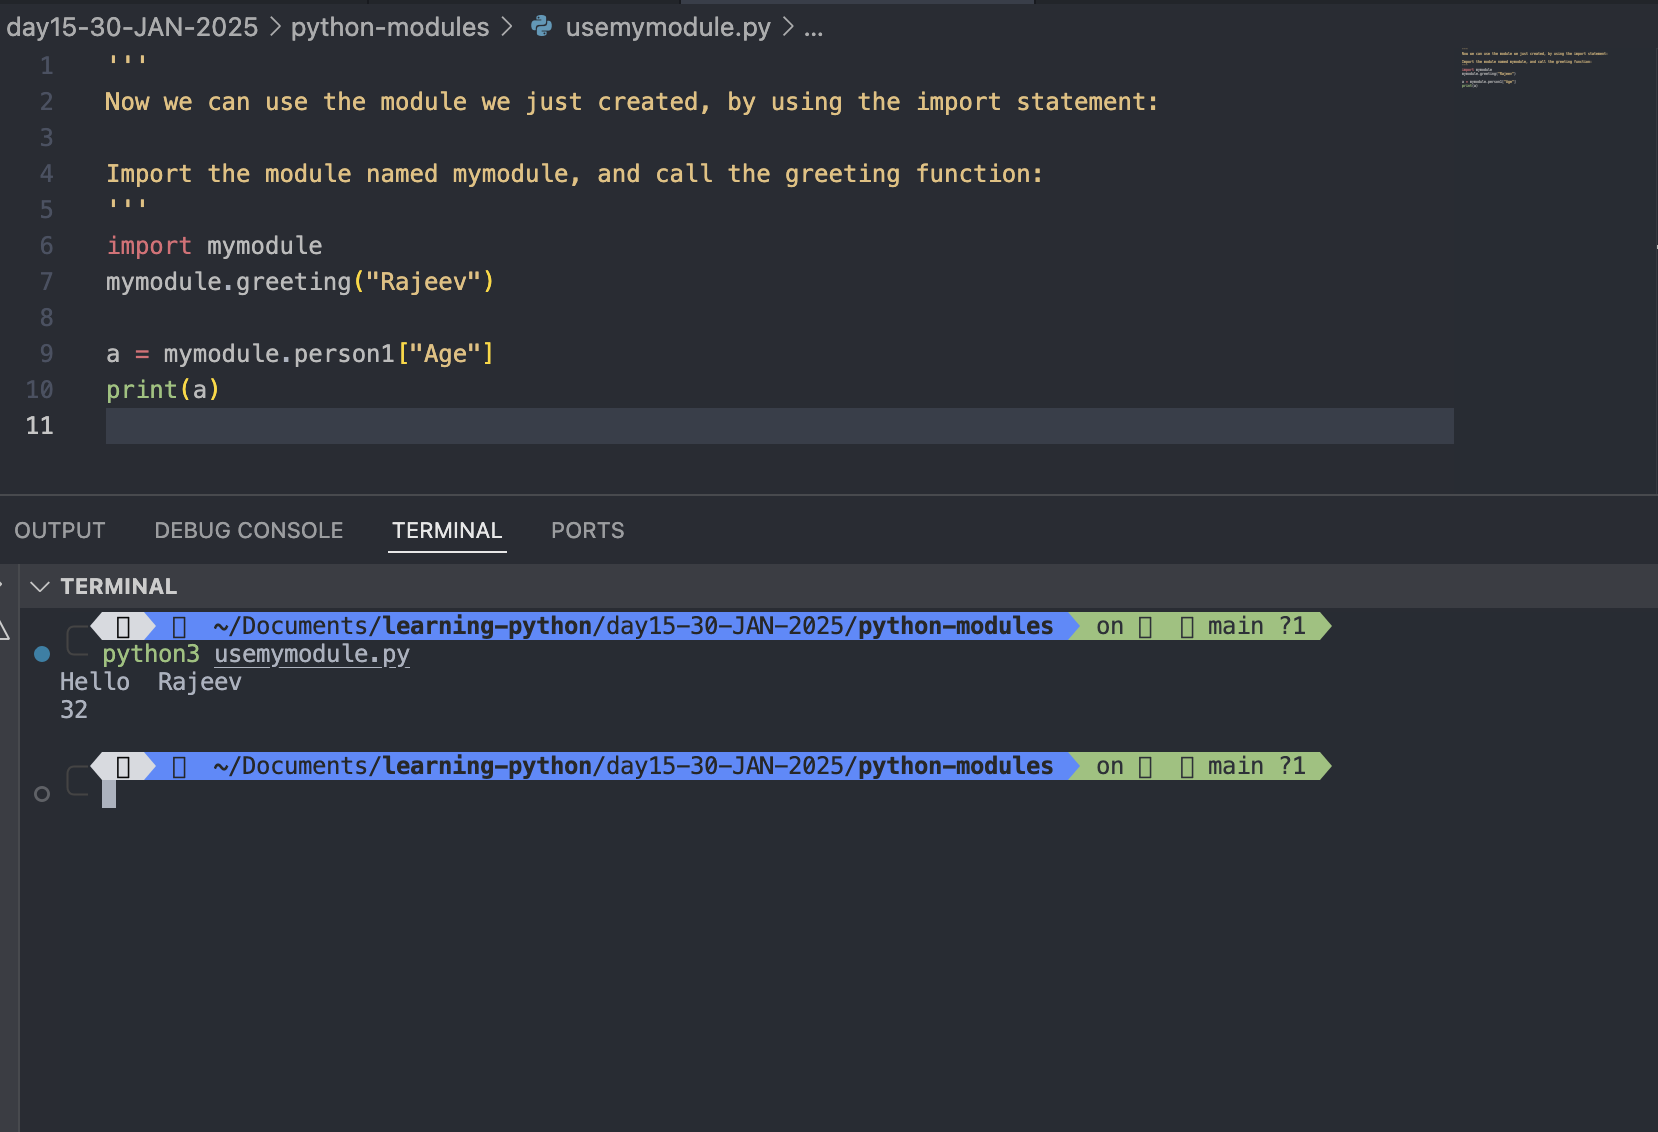 day15-30-JAN-2025 > python-modules > usemymodule.py > ...
1 '''
2 Now we can use the module we just created, by using the import statement:
3
4 Import the module named mymodule, and call the greeting function:
5 '''
6 import mymodule
7 mymodule.greeting("Rajeev")
8
9 a = mymodule.person1["Age"]
10 print(a)
11
OUTPUT DEBUG CONSOLE TERMINAL PORTS
TERMINAL
~/Documents/learning-python/day15-30-JAN-2025/python-modules on main ?1
python3 usemymodule.py
Hello  Rajeev
32
~/Documents/learning-python/day15-30-JAN-2025/python-modules on main ?1